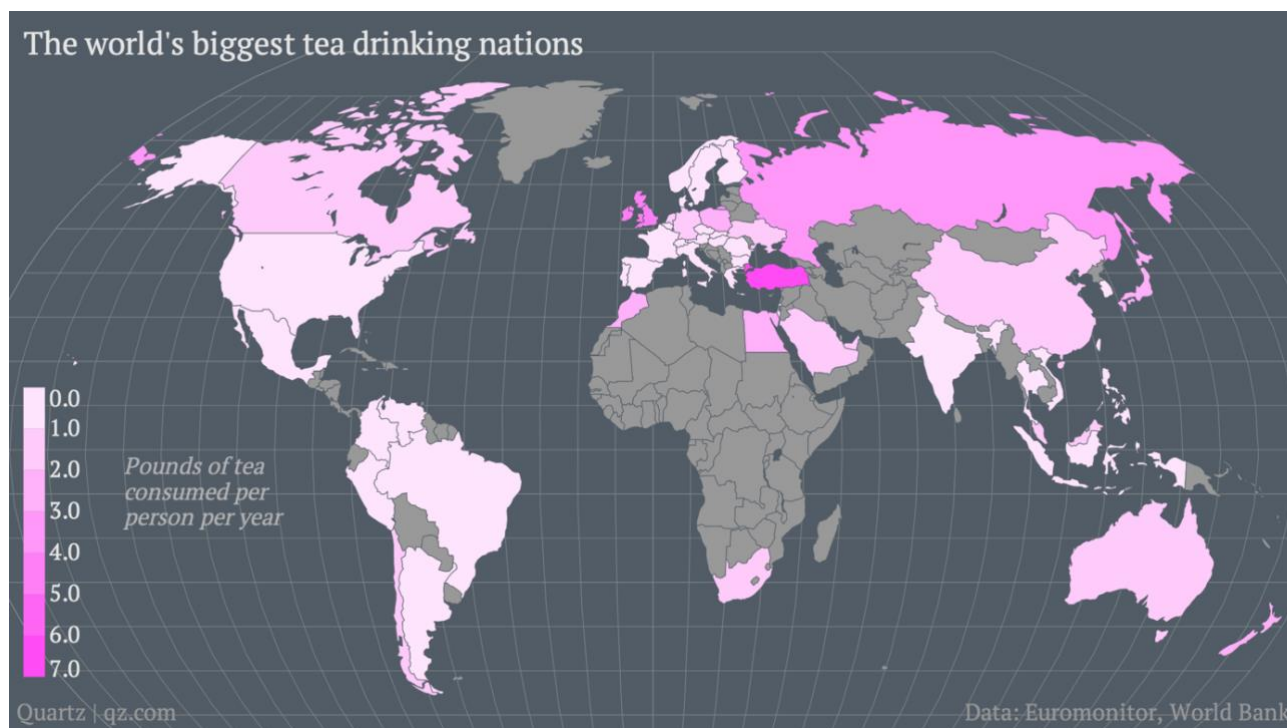 The world's biggest tea drinking nations
0.0
1.0
2.0
3.0
4.0
5.0
6.0
7.0
Pounds of tea
consumed per
person per year
Quartz | qz.com
Data: Euromonitor, World Bank